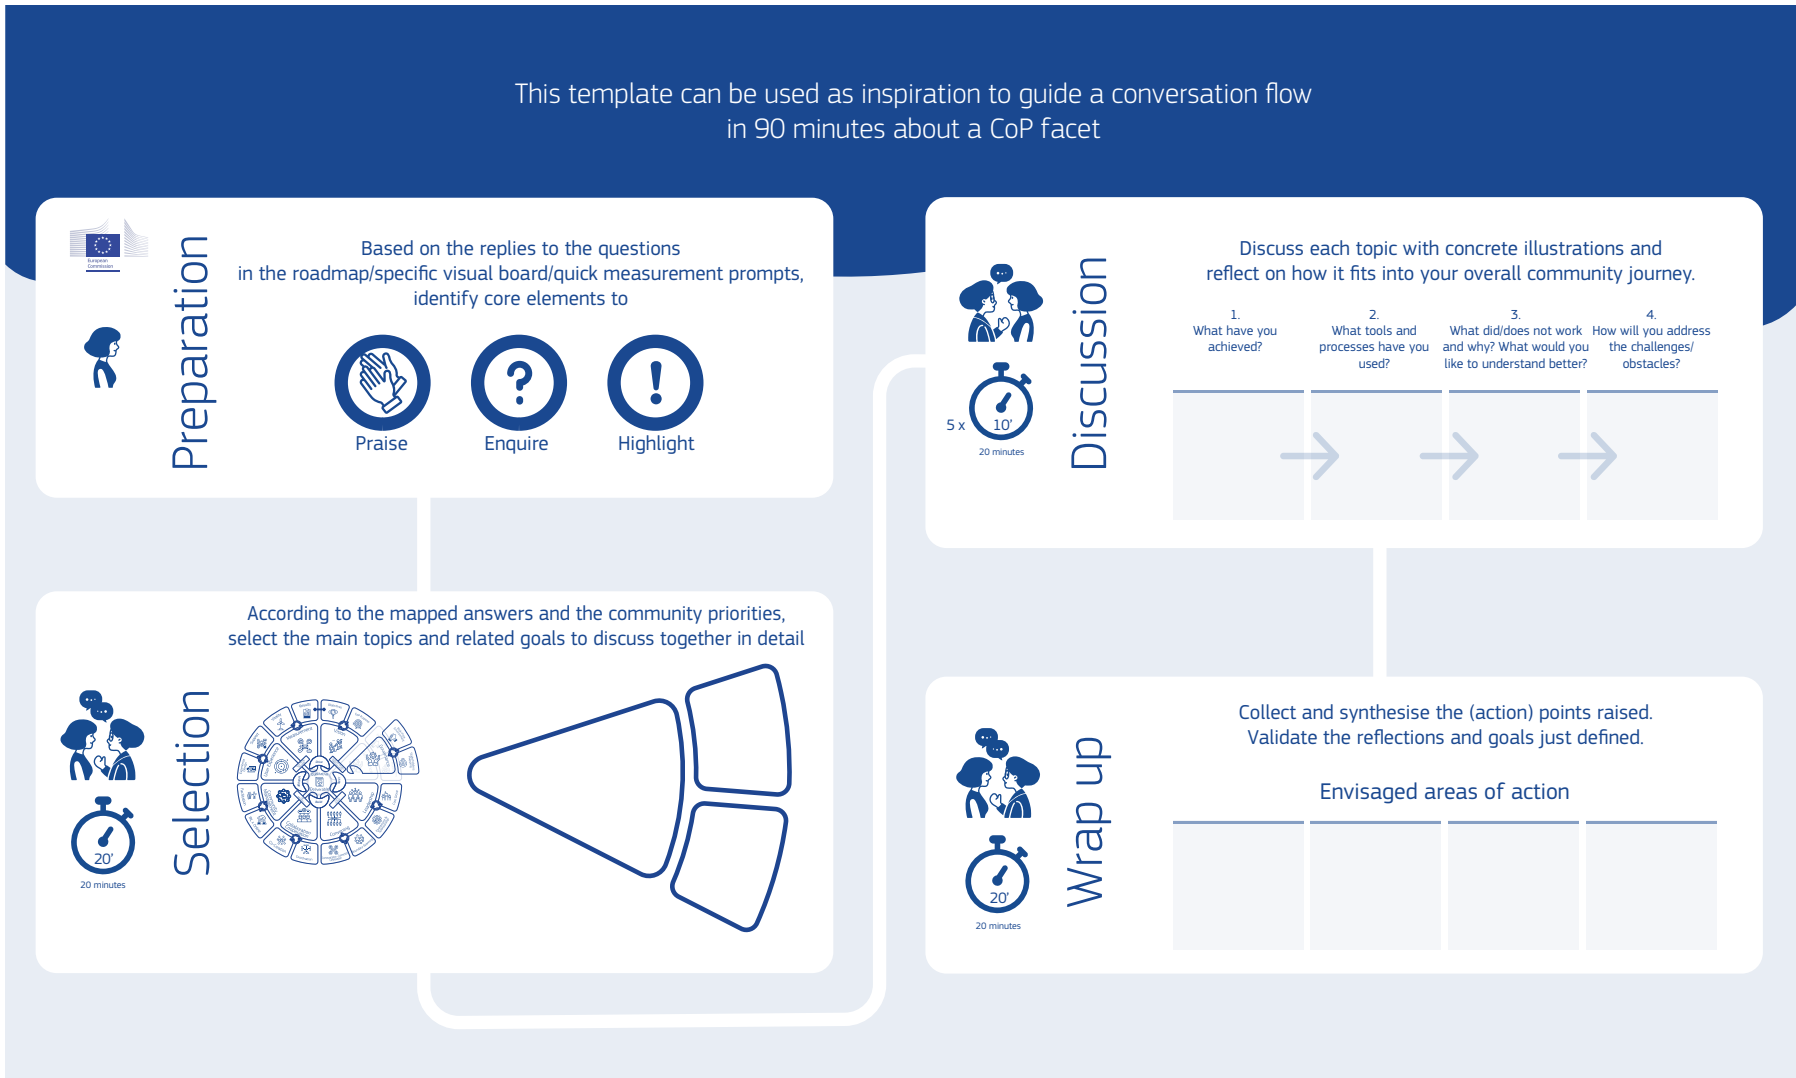 This template can be used as inspiration to guide a conversation flow
in 90 minutes about a CoP facet
European
Commission
Preparation
Based on the replies to the questions
in the roadmap/specific visual board/quick measurement prompts,
identify core elements to
Praise
Enquire
Highlight
According to the mapped answers and the community priorities,
select the main topics and related goals to discuss together in detail
Selection
20'
20 minutes
Discussion
Discuss each topic with concrete illustrations and
reflect on how it fits into your overall community journey.
1.
What have you
achieved?
2.
What tools and
processes have you
used?
3.
What did/does not work
and why? What would you
like to understand better?
4.
How will you address
the challenges/
obstacles?
5 x
10'
20 minutes
Wrap up
Collect and synthesise the (action) points raised.
Validate the reflections and goals just defined.
Envisaged areas of action
20'
20 minutes